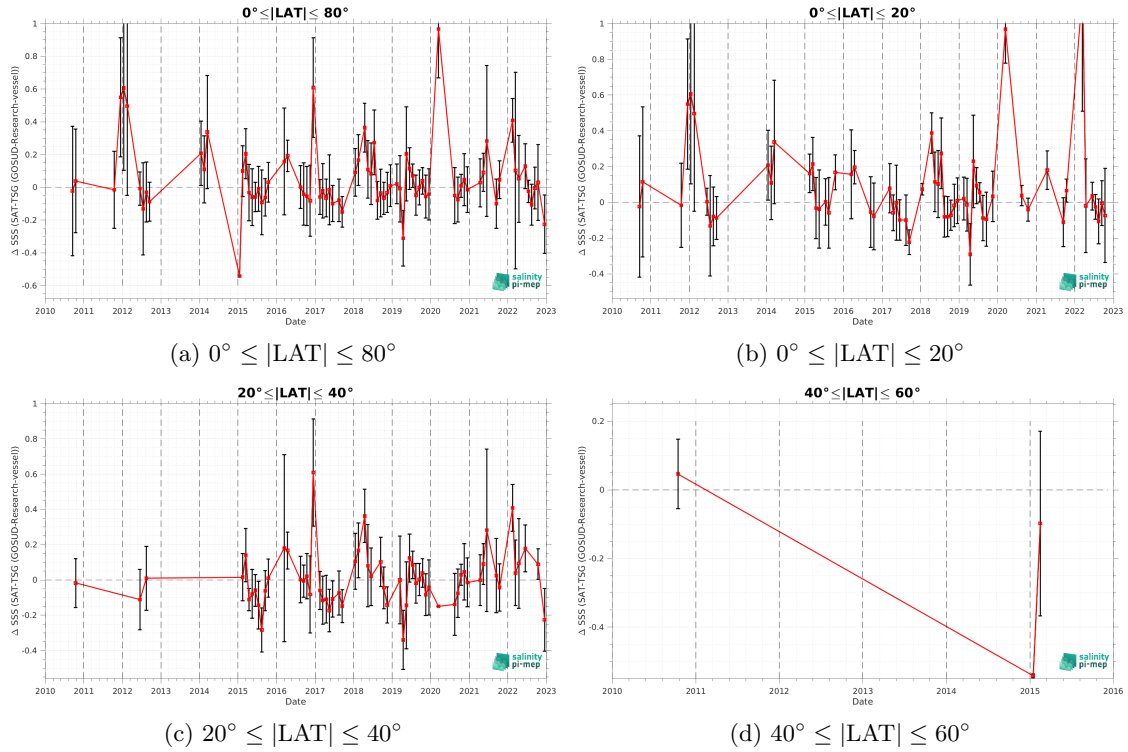 0°≤|LAT|≤ 80°
Δ SSS (SAT-TSG (GOSUD-Research-vessel))
1
0.8
0.6
0.4
0.2
0
-0.2
-0.4
-0.6
2010 2011 2012 2013 2014 2015 2016 2017 2018 2019 2020 2021 2022 2023
Date
salinity
pi-mep
(a) 0° ≤ |LAT| ≤ 80°
0°≤|LAT|≤ 20°
Δ SSS (SAT-TSG (GOSUD-Research-vessel))
1
0.8
0.6
0.4
0.2
0
-0.2
-0.4
2010 2011 2012 2013 2014 2015 2016 2017 2018 2019 2020 2021 2022 2023
Date
salinity
pi-mep
(b) 0° ≤ |LAT| ≤ 20°
20°≤|LAT|≤ 40°
Δ SSS (SAT-TSG (GOSUD-Research-vessel))
1
0.8
0.6
0.4
0.2
0
-0.2
-0.4
2010 2011 2012 2013 2014 2015 2016 2017 2018 2019 2020 2021 2022 2023
Date
salinity
pi-mep
(c) 20° ≤ |LAT| ≤ 40°
40°≤|LAT|≤ 60°
Δ SSS (SAT-TSG (GOSUD-Research-vessel))
0.2
0
-0.2
-0.4
2010 2011 2012 2013 2014 2015 2016
Date
salinity
pi-mep
(d) 40° ≤ |LAT| ≤ 60°